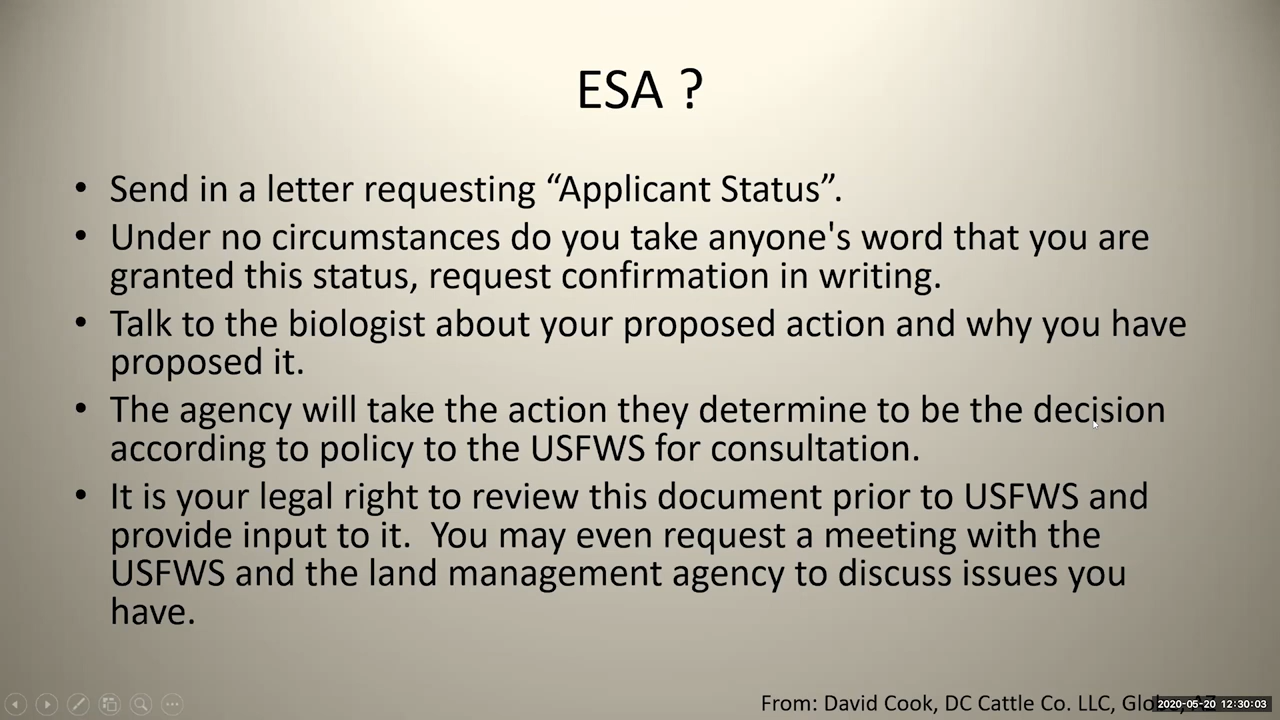 ESA ?
• Send in a letter requesting “Applicant Status”.
• Under no circumstances do you take anyone's word that you are
granted this status, request confirmation in writing.
• Talk to the biologist about your proposed action and why you have
proposed it.
• The agency will take the action they determine to be the decision
according to policy to the USFWS for consultation.
• It is your legal right to review this document prior to USFWS and
provide input to it.  You may even request a meeting with the
USFWS and the land management agency to discuss issues you
have.
From: David Cook, DC Cattle Co. LLC,
2020-05-20 12:30:03